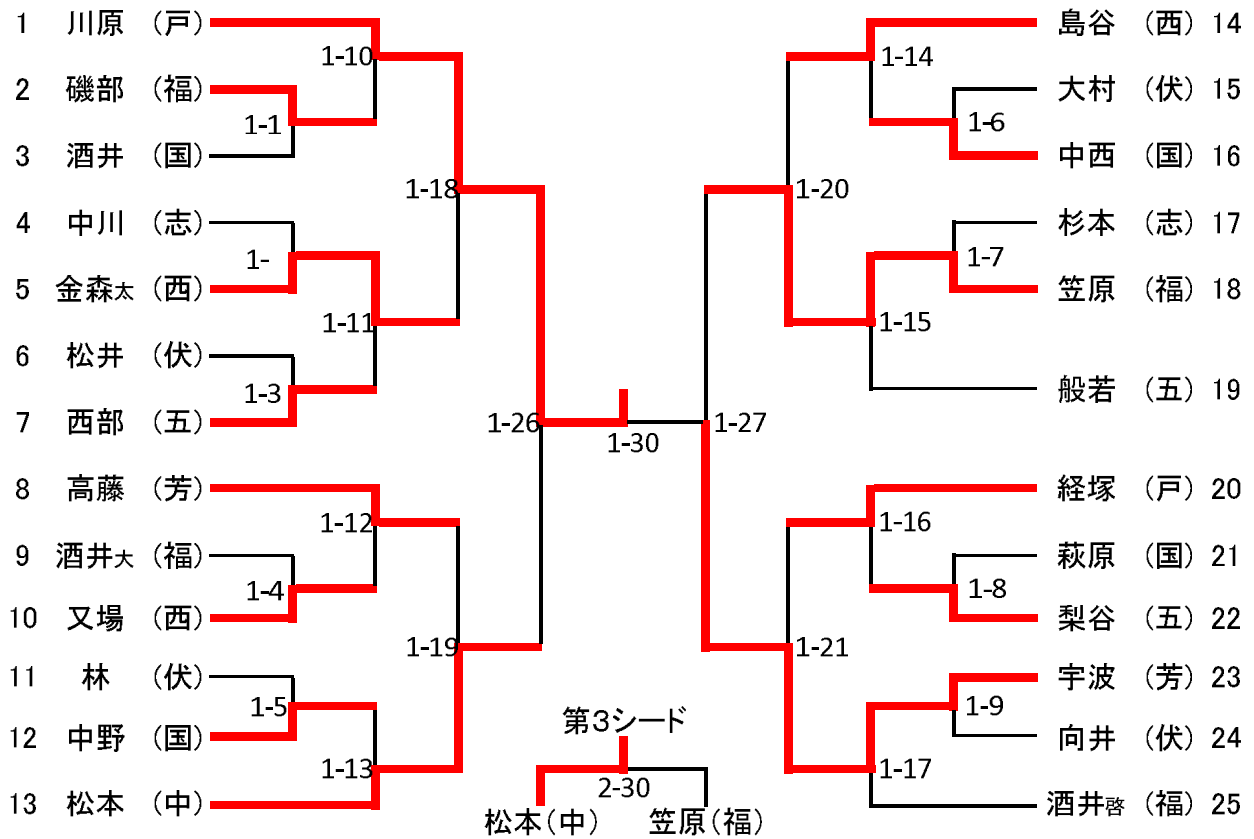 1 川原 (戸)
1-10
2 磯部 (福)
1-1
3 酒井 (国)
1-18
4 中川 (志)
1-
5 金森太 (西)
1-11
6 松井 (伏)
1-3
7 西部 (五)
1-26
8 高藤 (芳)
1-12
9 酒井大 (福)
1-4
10 又場 (西)
1-19
11 林 (伏)
1-5
12 中野 (国)
1-13
13 松本 (中)
1-30
島谷 (西) 14
1-14
大村 (伏) 15
1-6
中西 (国) 16
1-20
杉本 (志) 17
1-7
笠原 (福) 18
1-15
般若 (五) 19
1-27
経塚 (戸) 20
1-16
萩原 (国) 21
1-8
梨谷 (五) 22
1-21
宇波 (芳) 23
1-9
向井 (伏) 24
1-17
酒井啓 (福) 25
第3シード
2-30
松本(中) 笠原(福)